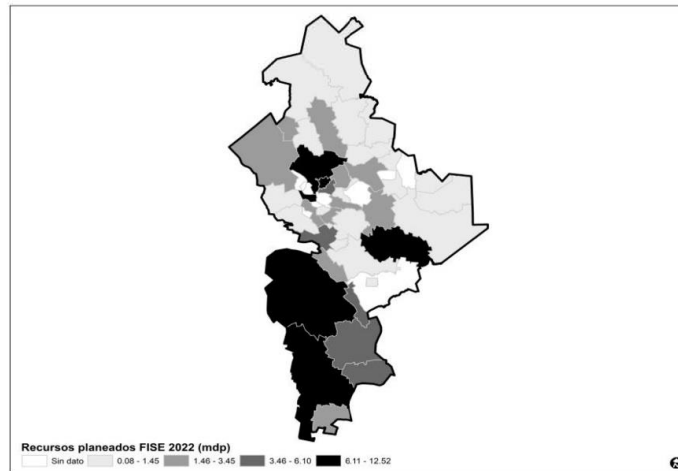 Recursos planeados FISE 2022 (mdp)
Sin dato 0.08 - 1.45 1.46 - 3.45 3.46 - 6.10 6.11 - 12.52